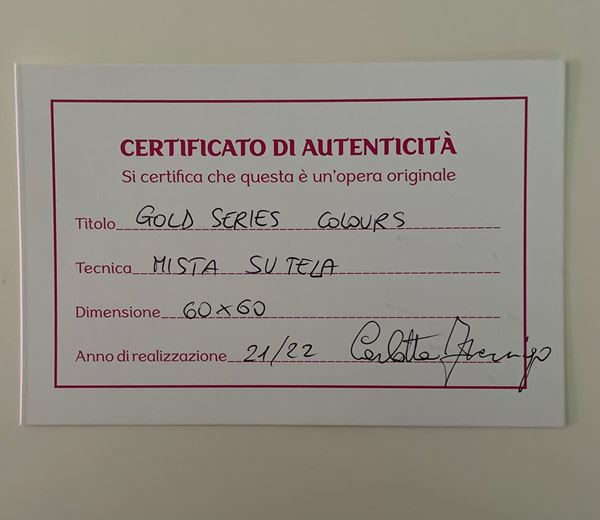 CERTIFICATO DI AUTENTICITÀ
Si certifica che questa è un'opera originale
Titolo GOLD SERIES COLOURS
Tecnica MISTA SU TELA
Dimensione 60x60
Anno di realizzazione 21/22 Carlotta